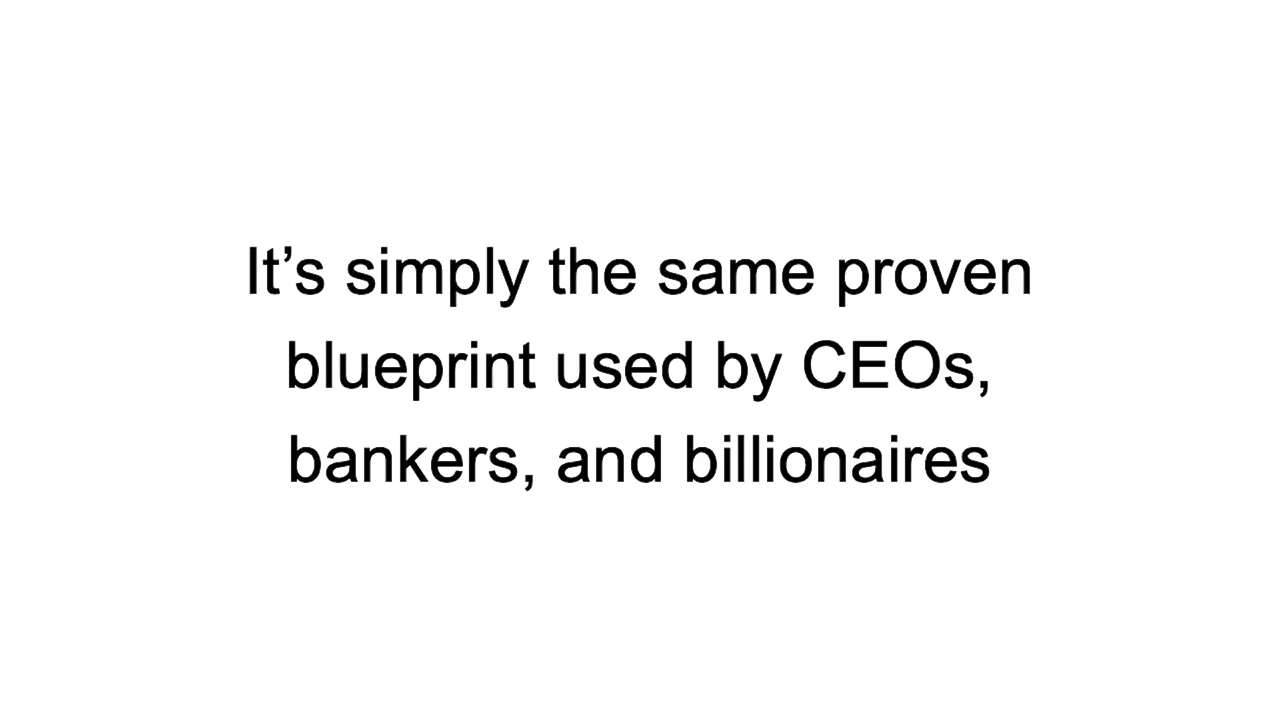 It’s simply the same proven
blueprint used by CEOs,
bankers, and billionaires